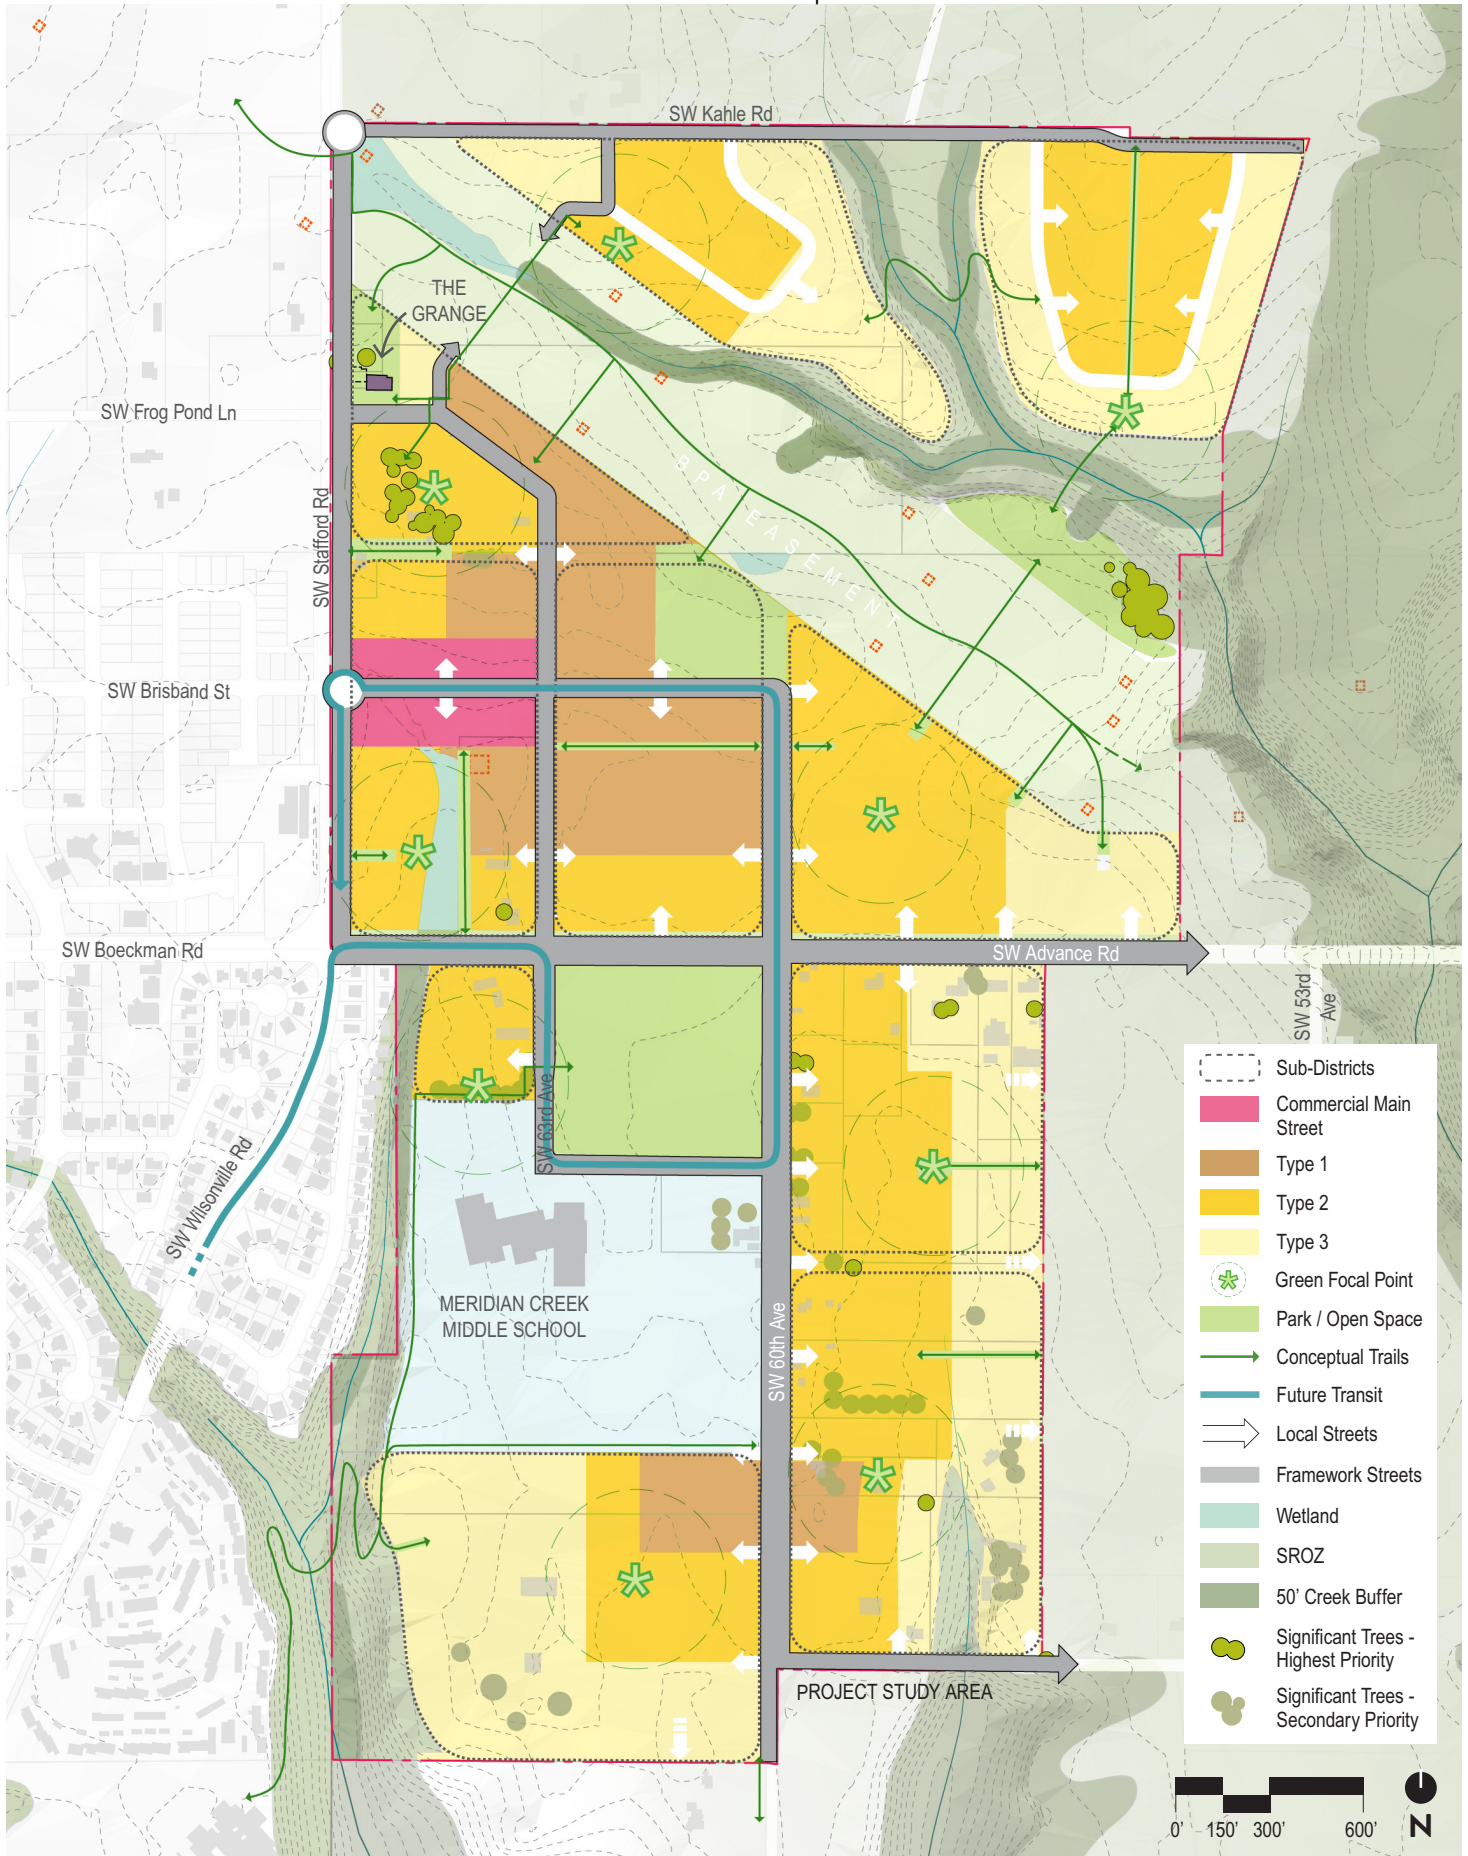 SW Kahle Rd
THE
GRANGE
SW Frog Pond Ln
SW Stafford Rd
BPA EASEMENT
SW Brisband St
SW Boeckman Rd
SW Advance Rd
SW 53rd
Ave
SW 63rd Ave
SW Wilsonville Rd
MERIDIAN CREEK
MIDDLE SCHOOL
SW 60th Ave
PROJECT STUDY AREA
Sub-Districts
Commercial Main
Street
Type 1
Type 2
Type 3
Green Focal Point
Park / Open Space
Conceptual Trails
Future Transit
Local Streets
Framework Streets
Wetland
SROZ
50' Creek Buffer
Significant Trees -
Highest Priority
Significant Trees -
Secondary Priority
0' 150' 300' 600'
N